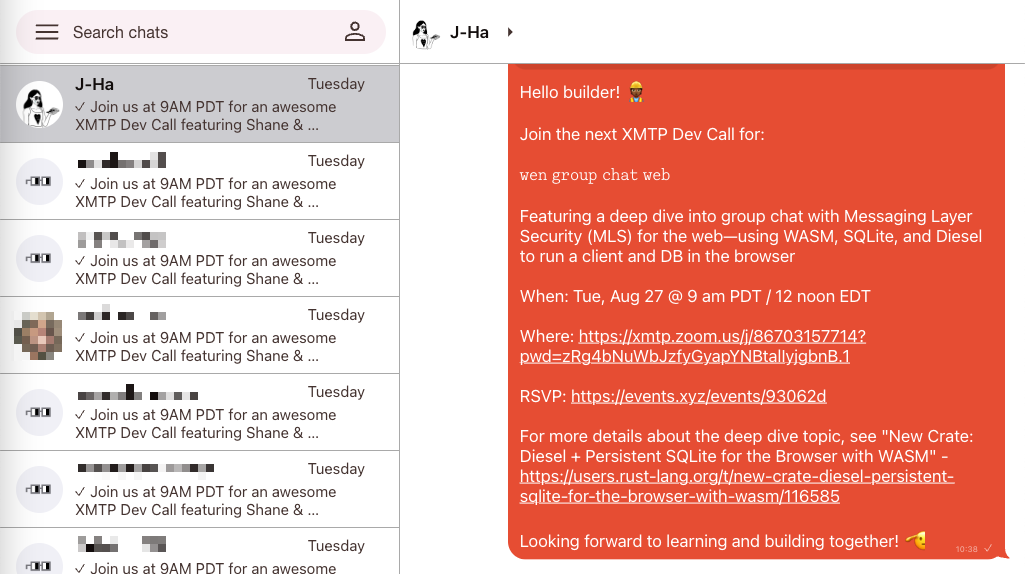 Search chats
J-Ha
Tuesday
✓ Join us at 9AM PDT for an awesome
XMTP Dev Call featuring Shane & ...
Tuesday
✓ Join us at 9AM PDT for an awesome
XMTP Dev Call featuring Shane & ...
Tuesday
✓ Join us at 9AM PDT for an awesome
XMTP Dev Call featuring Shane & ...
Tuesday
✓ Join us at 9AM PDT for an awesome
XMTP Dev Call featuring Shane & ...
Tuesday
✓ Join us at 9AM PDT for an awesome
XMTP Dev Call featuring Shane & ...
Tuesday
✓ Join us at 9AM PDT for an awesome
XMTP Dev Call featuring Shane & ...
Tuesday
✓ Join us at 9AM PDT for an awesome
J-Ha
Hello builder! 👷🏾
Join the next XMTP Dev Call for:
wen group chat web
Featuring a deep dive into group chat with Messaging Layer
Security (MLS) for the web—using WASM, SQLite, and Diesel
to run a client and DB in the browser
When: Tue, Aug 27 @ 9 am PDT / 12 noon EDT
Where: https://xmtp.zoom.us/j/86703157714?
pwd=zRg4bNuWbJzfyGyapYNBtaIlyjgbnB.1
RSVP: https://events.xyz/events/93062d
For more details about the deep dive topic, see "New Crate:
Diesel + Persistent SQLite for the Browser with WASM" -
https://users.rust-lang.org/t/new-crate-diesel-persistent-
sqlite-for-the-browser-with-wasm/116585
Looking forward to learning and building together! 🫡
10:38 ✓